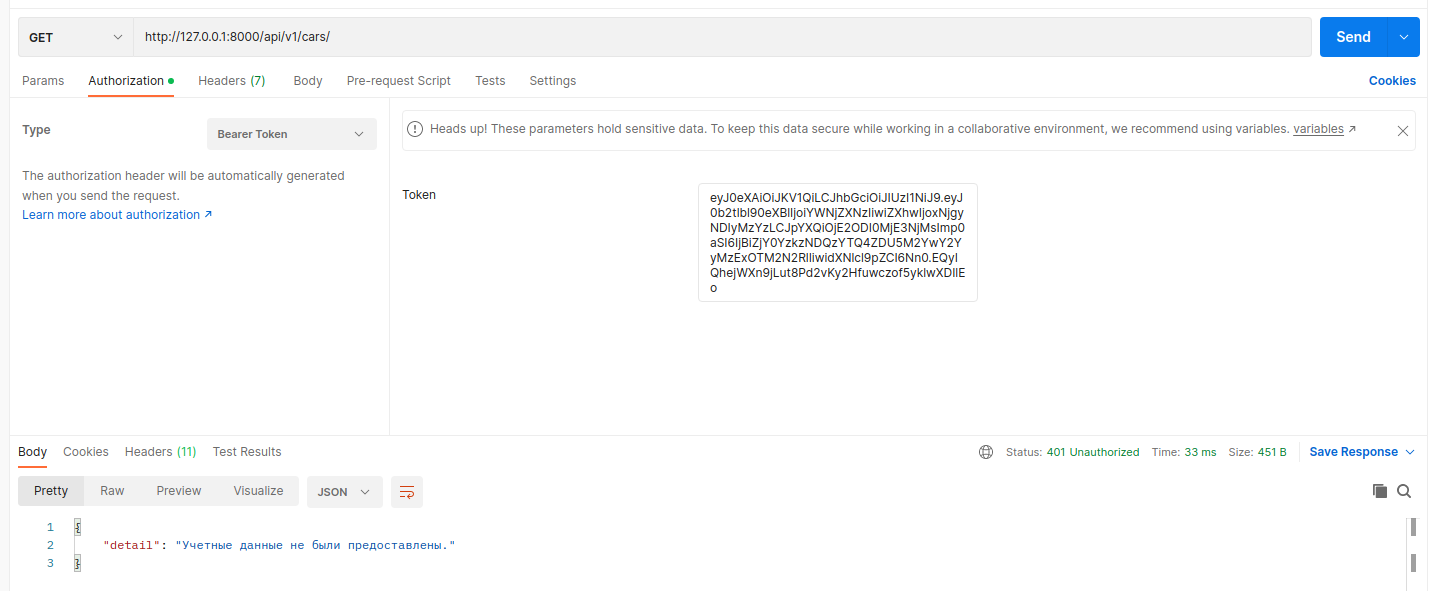 GET
http://127.0.0.1:8000/api/v1/cars/
Send
Params
Authorization
Headers (7)
Body
Pre-request Script
Tests
Settings
Cookies
Type
Bearer Token
The authorization header will be automatically generated
when you send the request.
Learn more about authorization ↗
Heads up! These parameters hold sensitive data. To keep this data secure while working in a collaborative environment, we recommend using variables. variables ↗
Token
Body
Cookies
Headers (11)
Test Results
Status: 401 Unauthorized
Time: 33 ms
Size: 451 B
Save Response
Pretty
Raw
Preview
Visualize
JSON
1 {
2 "detail": "Учетные данные не были предоставлены."
3 }